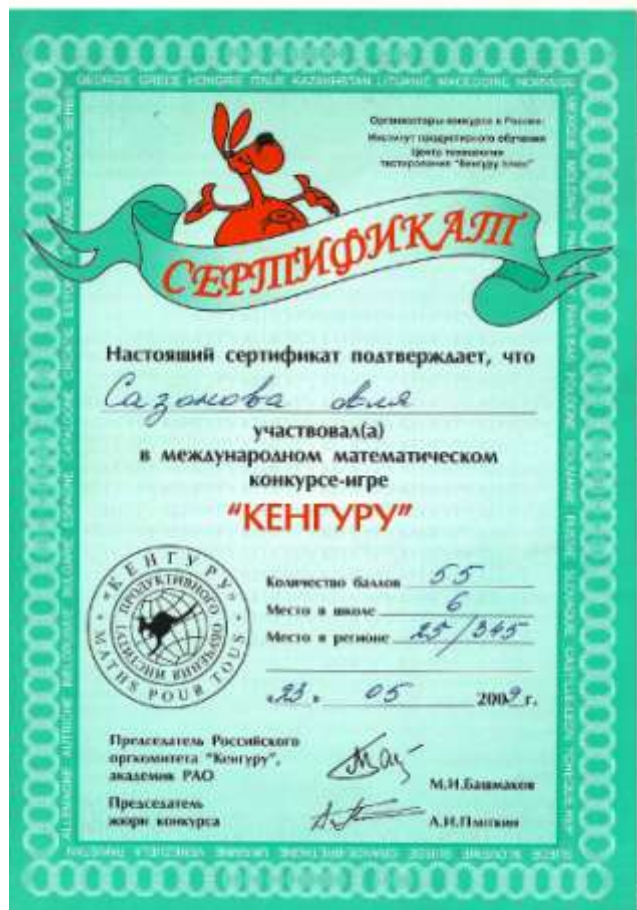 GEORGIE GRECE HONGRIE ITALIE KAZAKHSTAN LITUANIE MACEDOINE
Организаторы конкурса в России:
Институт продуктивного обучения
Центр технологии
тестирования "Кенгуру плюс"
СЕРТИФИКАТ
Настоящий сертификат подтверждает, что
Сазонова Аля
участвовал(а)
в международном математическом
конкурсе-игре
"КЕНГУРУ"
"КЕНГУРУ"
ПРОДУКТИВНОГО
MATHS POUR TOUS
Количество баллов 55
Место в школе 6
Место в регионе 25/345
«23» 05 2009 г.
Председатель Российского
оргкомитета "Кенгуру",
академик РАО
М.И.Башмаков
Председатель
жюри конкурса
А.И.Плоткин